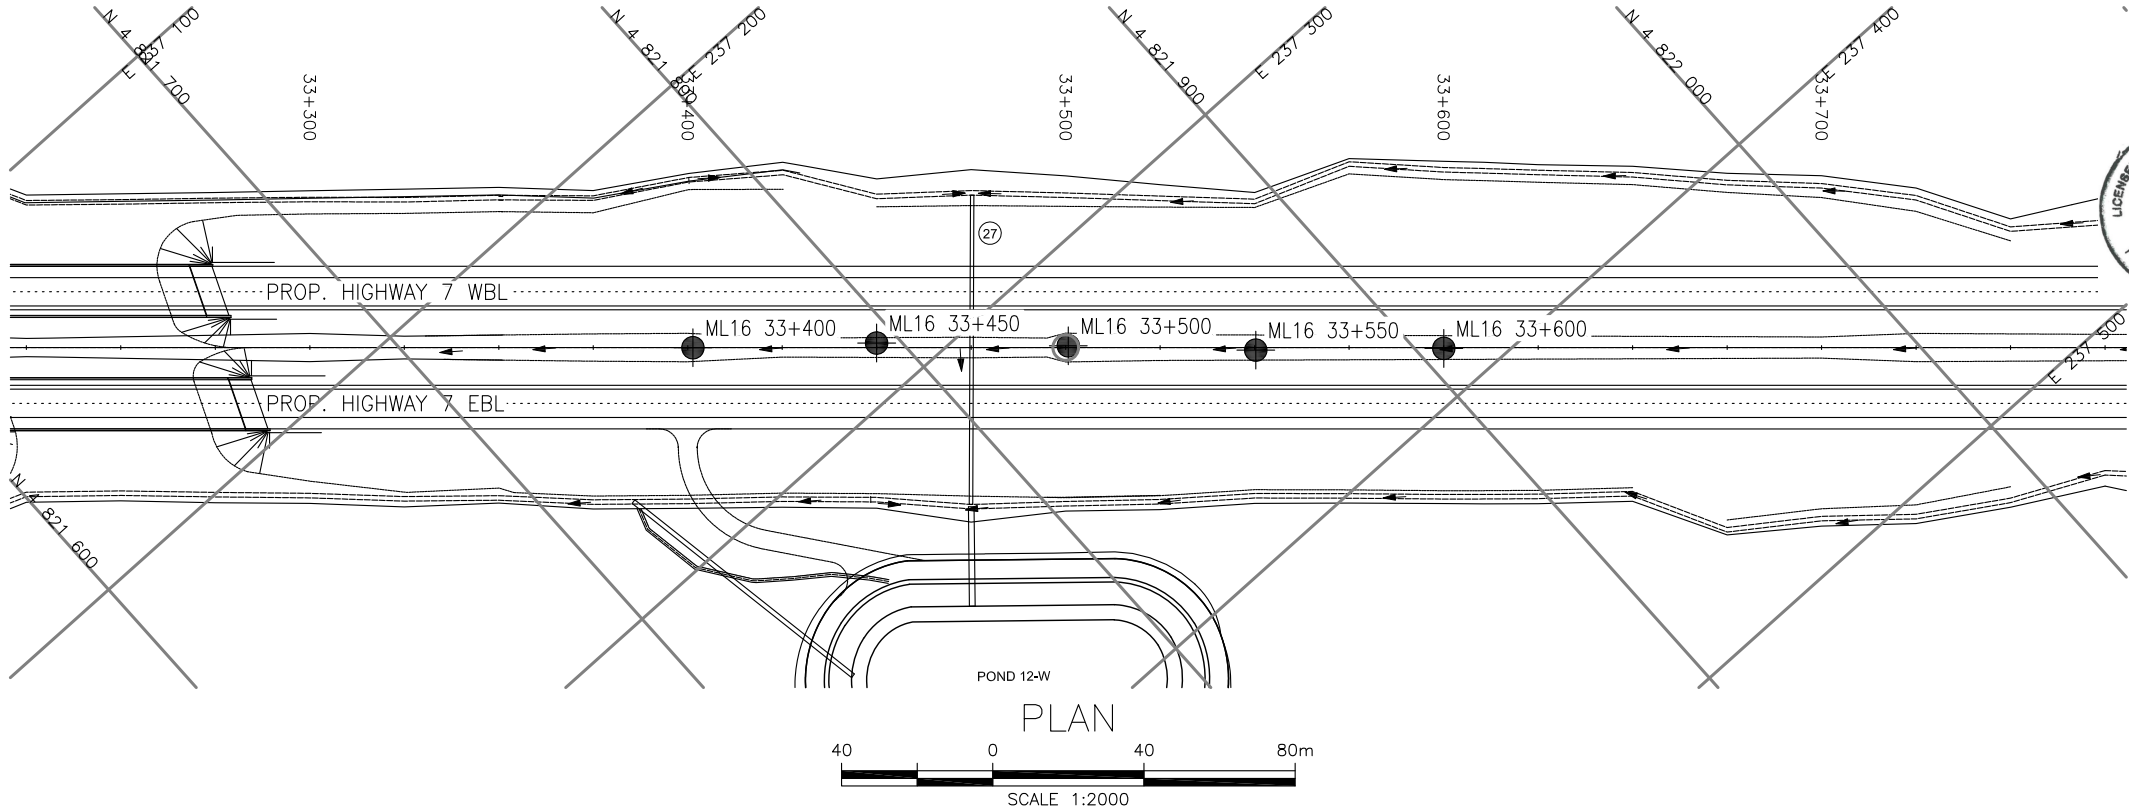 N 4 821 700
E 237 100
N 4 821 800
E 237 200
N 4 821 900
E 237 300
N 4 822 000
E 237 400
33+300
33+400
33+500
33+600
33+700
LICENSE
27
PROP. HIGHWAY 7 WBL
ML16 33+400
ML16 33+450
ML16 33+500
ML16 33+550
ML16 33+600
E 237 500
PROP. HIGHWAY 7 EBL
N 4 821 600
POND 12-W
PLAN
40 0 40 80m
SCALE 1:2000